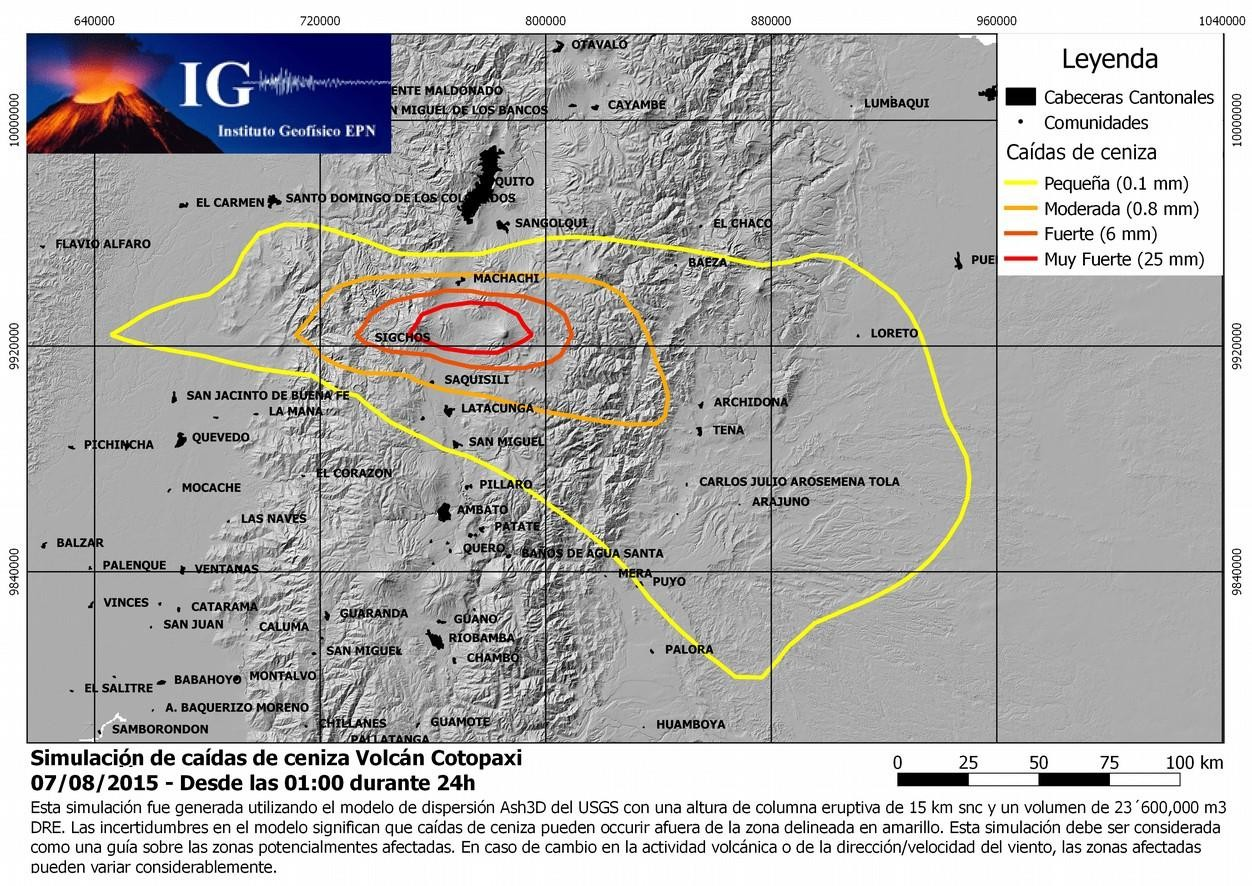 640000 720000 800000 880000 960000 1040000
IG
Instituto Geofísico EPN
OTAVALO
ENTE MALDONADO
N MIGUEL DE LOS BANCOS
CAYAMBE
LUMBAQUI
10000000
10000000
Leyenda
Cabeceras Cantonales
Comunidades
Caídas de ceniza
Pequeña (0.1 mm)
Moderada (0.8 mm)
Fuerte (6 mm)
Muy Fuerte (25 mm)
QUITO
EL CARMEN
SANTO DOMINGO DE LOS COLORADOS
SANGOLQUI
EL CHACO
FLAVIO ALFARO
BAEZA
PUE
MACHACHI
SIGCHOS
LORETO
9920000
9920000
SAQUISILI
SAN JACINTO DE BUENA FE
LA MANA
LATACUNGA
ARCHIDONA
TENA
PICHINCHA
QUEVEDO
SAN MIGUEL
EL CORAZON
MOCACHE
PILLARO
CARLOS JULIO AROSEMENA TOLA
ARAJUNO
LAS NAVES
AMBATO
PATATE
BALZAR
QUERO
BAÑOS DE AGUA SANTA
PALENQUE
VENTANAS
MERA
PUYO
9840000
9840000
VINCES
CATARAMA
GUARANDA
GUANO
SAN JUAN
CALUMA
RIOBAMBA
SAN MIGUEL
CHAMBO
PALORA
BABAHOYO
MONTALVO
EL SALITRE
A. BAQUERIZO MORENO
SAMBORONDON
CHILLANES
GUAMOTE
HUAMBOYA
PALLATANGA
Simulación de caídas de ceniza Volcán Cotopaxi
07/08/2015 - Desde las 01:00 durante 24h
0 25 50 75 100 km
Esta simulación fue generada utilizando el modelo de dispersión Ash3D del USGS con una altura de columna eruptiva de 15 km snc y un volumen de 23´600,000 m3
DRE. Las incertidumbres en el modelo significan que caídas de ceniza pueden occurir afuera de la zona delineada en amarillo. Esta simulación debe ser considerada
como una guía sobre las zonas potencialmentes afectadas. En caso de cambio en la actividad volcánica o de la dirección/velocidad del viento, las zonas afectadas
pueden variar considerablemente.